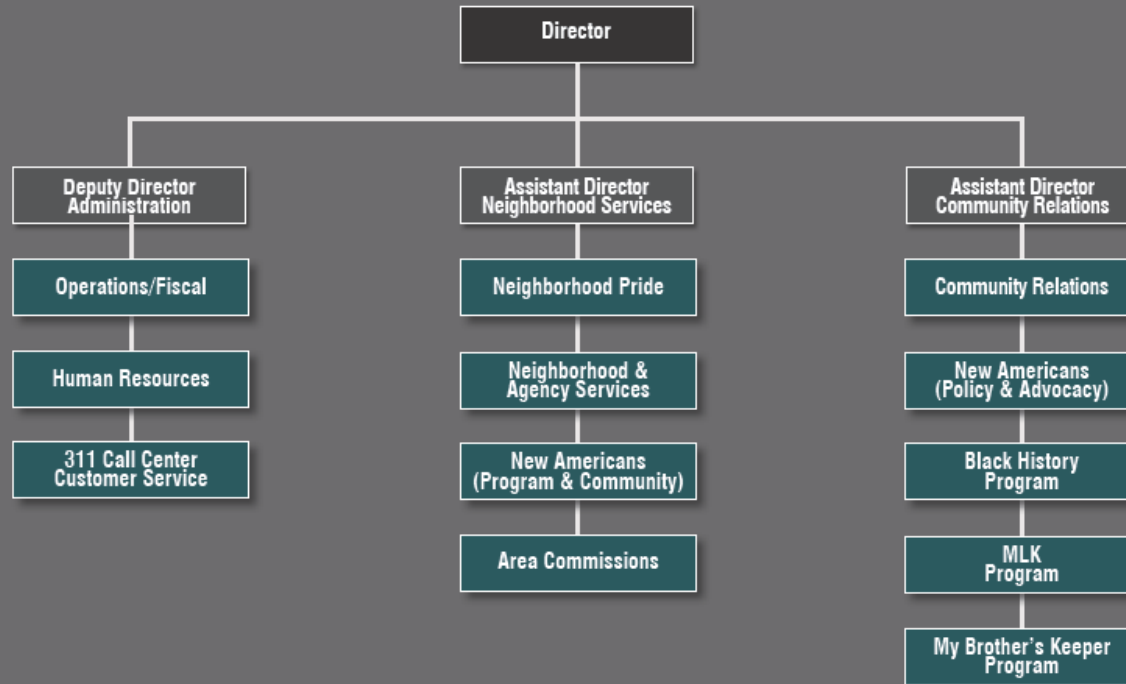 Director
Deputy Director
Administration
Operations/Fiscal
Human Resources
311 Call Center
Customer Service
Assistant Director
Neighborhood Services
Neighborhood Pride
Neighborhood &
Agency Services
New Americans
(Program & Community)
Area Commissions
Assistant Director
Community Relations
Community Relations
New Americans
(Policy & Advocacy)
Black History
Program
MLK
Program
My Brother's Keeper
Program